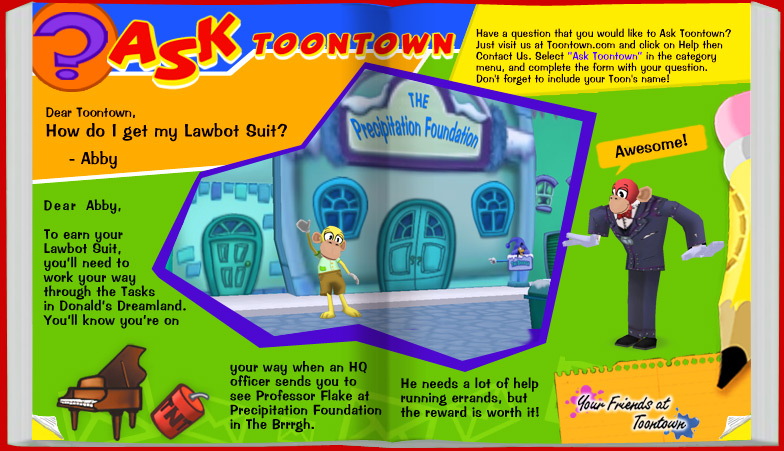 ASK TOONTOWN
Have a question that you would like to Ask Toontown?
Just visit us at Toontown.com and click on Help then
Contact Us. Select "Ask Toontown" in the category
menu, and complete the form with your question.
Don't forget to include your Toon's name!
Dear Toontown,
How do I get my Lawbot Suit?
- Abby
THE
Precipitation Foundation
Awesome!
Dear Abby,
To earn your
Lawbot Suit,
you'll need to
work your way
through the Tasks
in Donald's Dreamland.
You'll know you're on
your way when an HQ
officer sends you to
see Professor Flake at
Precipitation Foundation
in The Brrrgh.
He needs a lot of help
running errands, but
the reward is worth it!
TNT
Your Friends at
Toontown